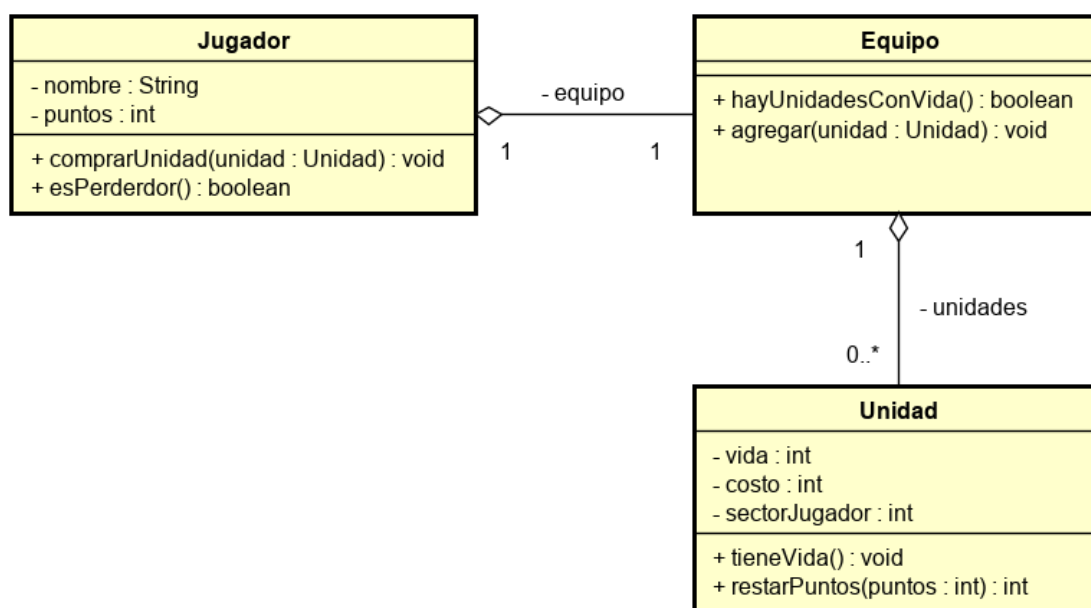 Jugador
- nombre : String
- puntos : int
+ comprarUnidad(unidad : Unidad) : void
+ esPerderdor() : boolean
- equipo
1
1
Equipo
+ hayUnidadesConVida() : boolean
+ agregar(unidad : Unidad) : void
1
- unidades
0..*
Unidad
- vida : int
- costo : int
- sectorJugador : int
+ tieneVida() : void
+ restarPuntos(puntos : int) : int